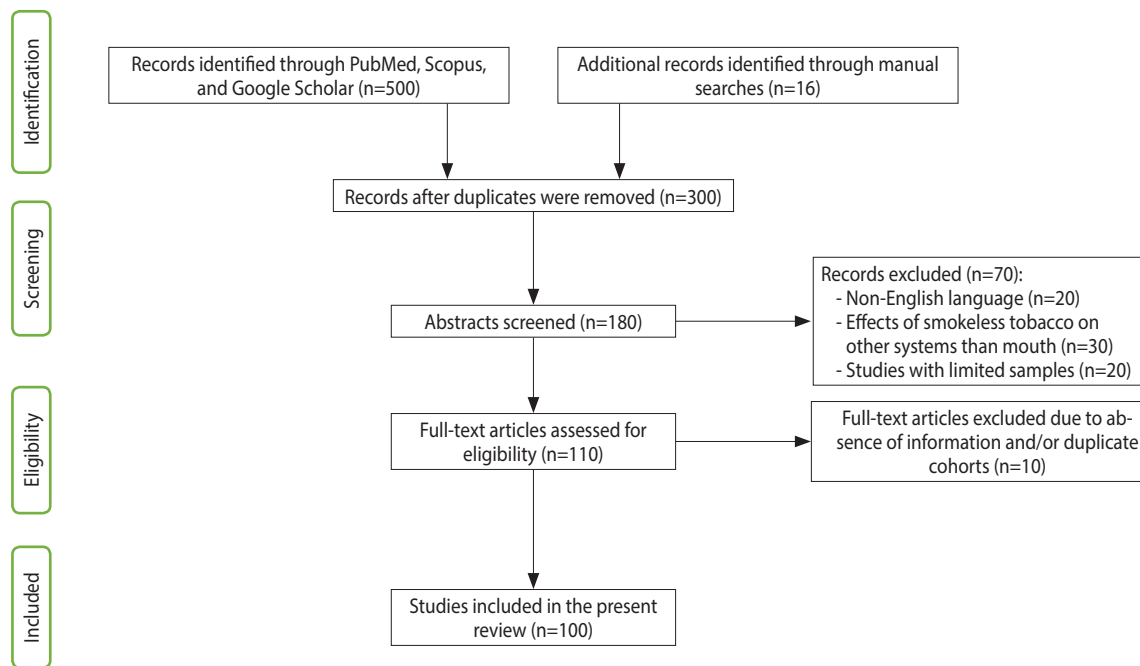 Identification
Records identified through PubMed, Scopus,
and Google Scholar (n=500)
Additional records identified through manual
searches (n=16)
Records after duplicates were removed (n=300)
Screening
Abstracts screened (n=180)
Records excluded (n=70):
- Non-English language (n=20)
- Effects of smokeless tobacco on
other systems than mouth (n=30)
- Studies with limited samples (n=20)
Eligibility
Full-text articles assessed for
eligibility (n=110)
Full-text articles excluded due to ab-
sence of information and/or duplicate
cohorts (n=10)
Included
Studies included in the present
review (n=100)